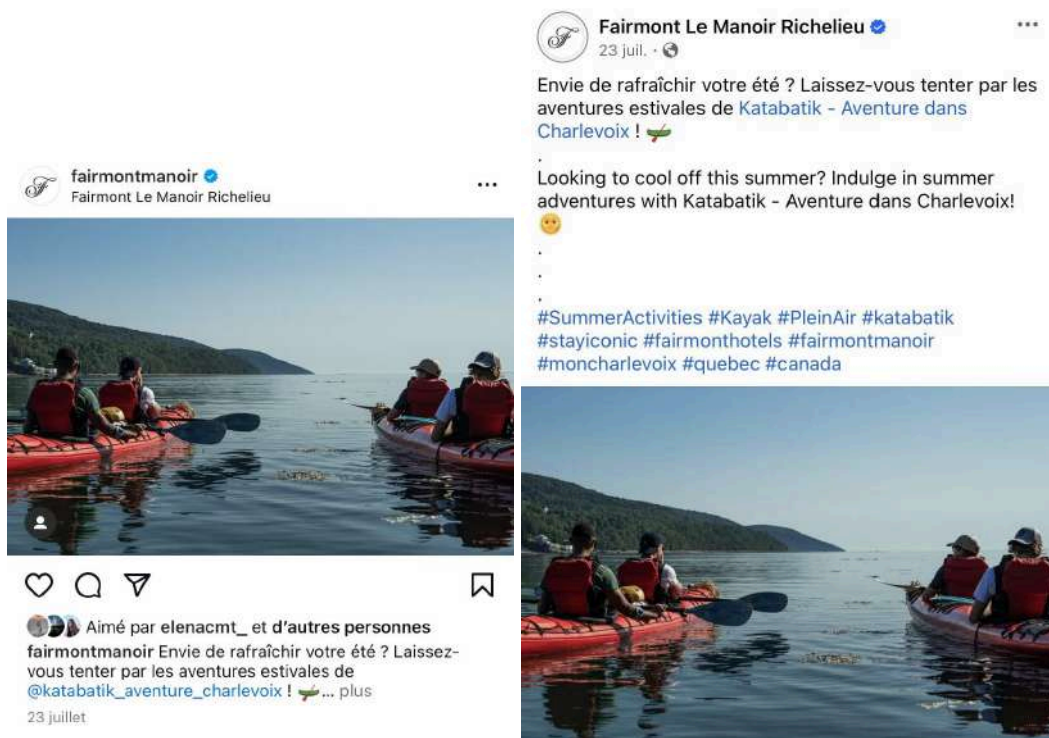 fairmontmanoir
Fairmont Le Manoir Richelieu
Aimé par elenacmt_ et d'autres personnes
fairmontmanoir Envie de rafraîchir votre été ? Laissez-
vous tenter par les aventures estivales de
@katabatik_aventure_charlevoix ! 🛶... plus
23 juillet
Fairmont Le Manoir Richelieu
23 juil. ·
Envie de rafraîchir votre été ? Laissez-vous tenter par les
aventures estivales de Katabatik - Aventure dans
Charlevoix ! 🛶
.
Looking to cool off this summer? Indulge in summer
adventures with Katabatik - Aventure dans Charlevoix!
🌞
.
.
.
#SummerActivities #Kayak #PleinAir #katabatik
#stayiconic #fairmonthotels #fairmontmanoir
#moncharlevoix #quebec #canada